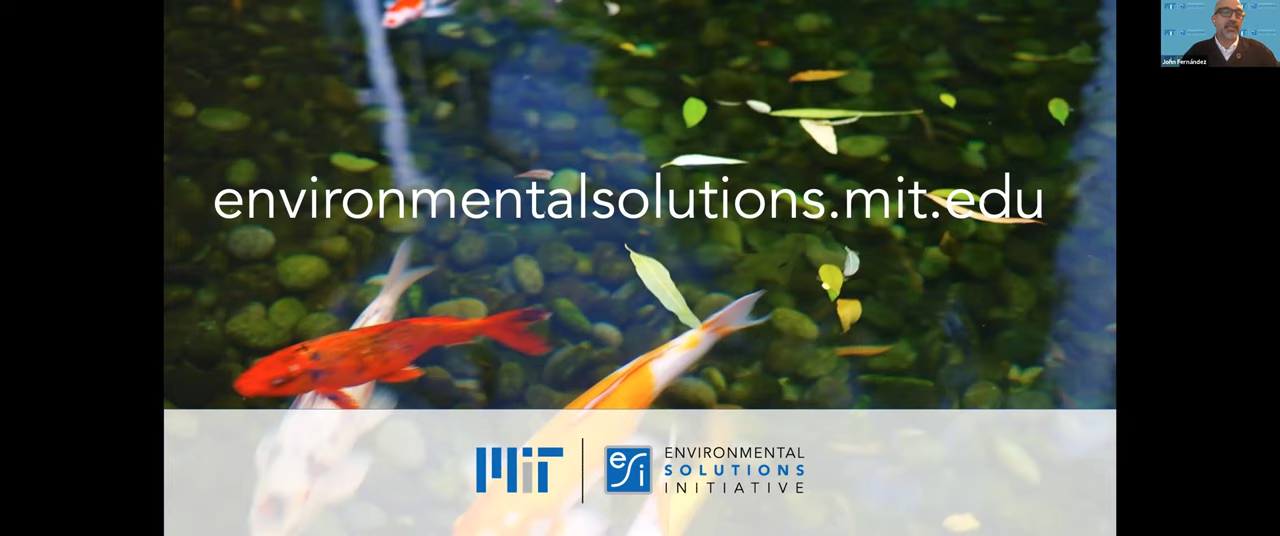 John Fernández
environmentalsolutions.mit.edu
MIT
esi
ENVIRONMENTAL
SOLUTIONS
INITIATIVE